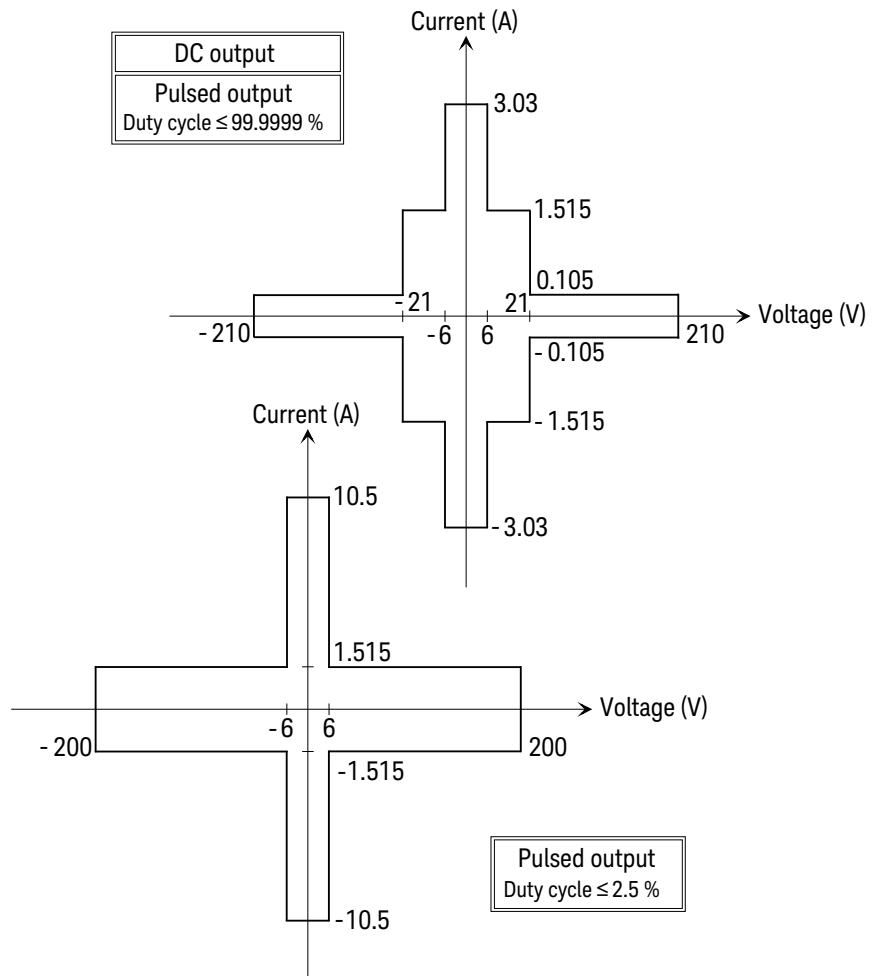 Current (A)
DC output
Pulsed output
Duty cycle ≤ 99.9999 %
3.03
1.515
0.105
- 21
21
Voltage (V)
- 210
- 6
6
210
- 0.105
- 1.515
- 3.03
Current (A)
10.5
1.515
Voltage (V)
- 6
6
- 200
200
-1.515
Pulsed output
Duty cycle ≤ 2.5 %
-10.5